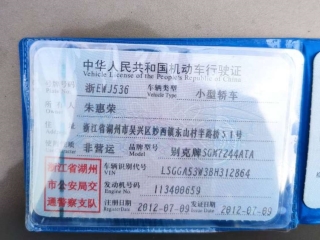 中华人民共和国机动车行驶证
Vehicle License of the People's Republic of China
浙EWJ536 车辆类型 小型轿车
Vehicle Type
朱惠荣
浙江省湖州市吴兴区妙西镇东山村半路桥31号
非营运 品牌型号 别克牌SGM7244ATA
Model
浙江省湖州市公安局交通警察支队
车辆识别代号 LSGGA53W3BH312864
VIN
发动机号码 113400659
Engine No.
注册日期 2012-07-09 发证日期 2012-07-09
Register Date Issue Date